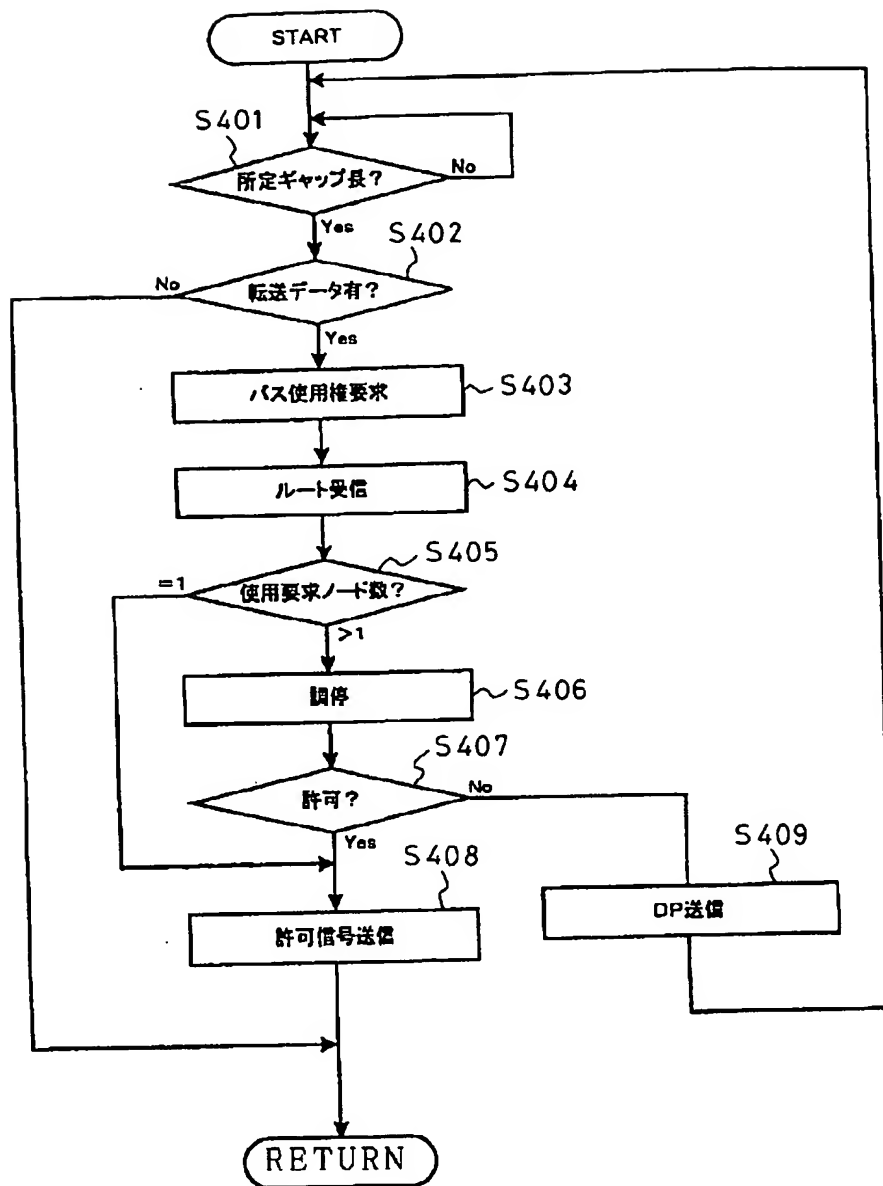 START
S401
所定ギャップ長?
No
Yes
S402
転送データ有?
No
Yes
バス使用権要求
S403
ルート受信
S404
S405
使用要求ノード数?
=1
>1
調停
S406
S407
許可?
No
Yes
S408
許可信号送信
S409
DP送信
RETURN